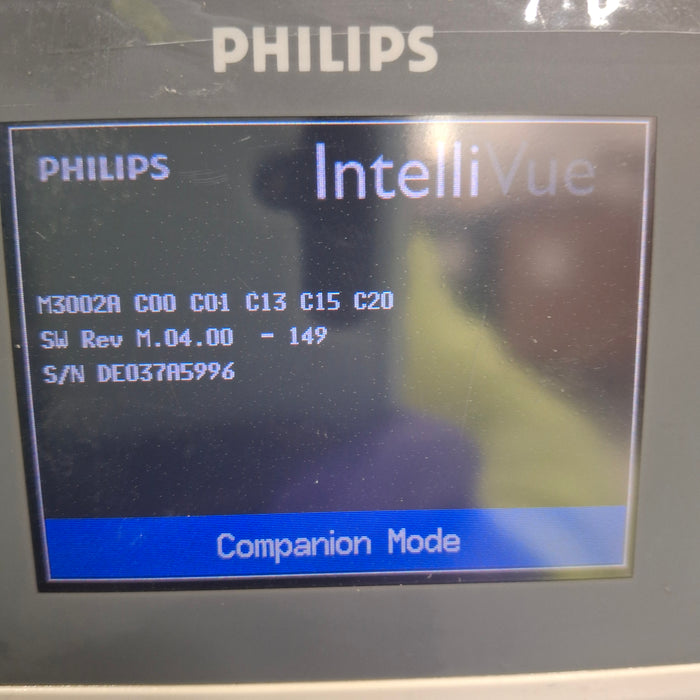 PHILIPS
PHILIPS IntelliVue
M3002A C00 C01 C13 C15 C20
SW Rev M.04.00 - 149
S/N DE037A5996
Companion Mode